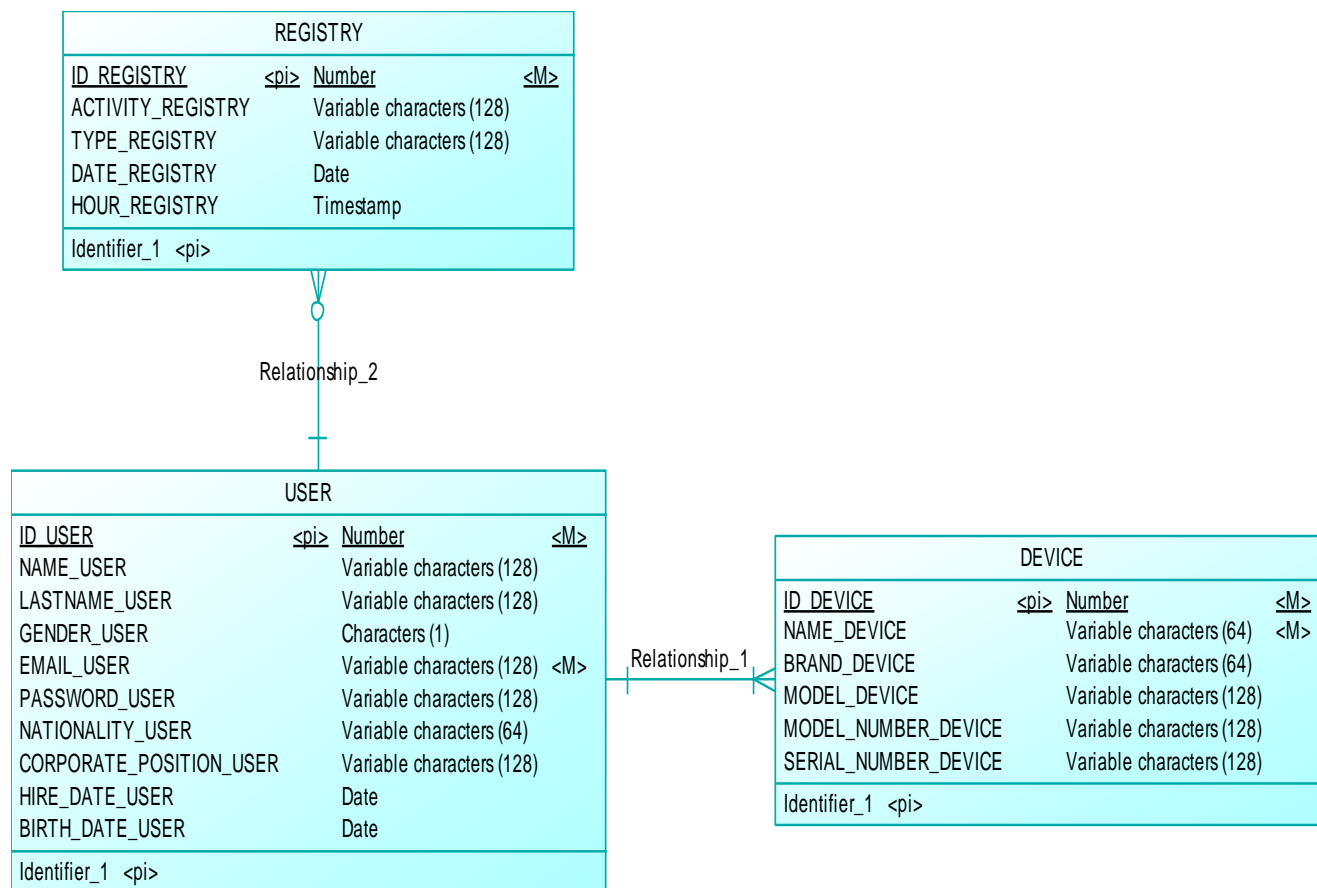 REGISTRY
ID_REGISTRY <pi> Number <M>
ACTIVITY_REGISTRY Variable characters (128)
TYPE_REGISTRY Variable characters (128)
DATE_REGISTRY Date
HOUR_REGISTRY Timestamp
Identifier_1 <pi>
Relationship_2
USER
ID_USER <pi> Number <M>
NAME_USER Variable characters (128)
LASTNAME_USER Variable characters (128)
GENDER_USER Characters (1)
EMAIL_USER Variable characters (128) <M>
PASSWORD_USER Variable characters (128)
NATIONALITY_USER Variable characters (64)
CORPORATE_POSITION_USER Variable characters (128)
HIRE_DATE_USER Date
BIRTH_DATE_USER Date
Identifier_1 <pi>
Relationship_1
DEVICE
ID_DEVICE <pi> Number <M>
NAME_DEVICE Variable characters (64) <M>
BRAND_DEVICE Variable characters (64)
MODEL_DEVICE Variable characters (128)
MODEL_NUMBER_DEVICE Variable characters (128)
SERIAL_NUMBER_DEVICE Variable characters (128)
Identifier_1 <pi>